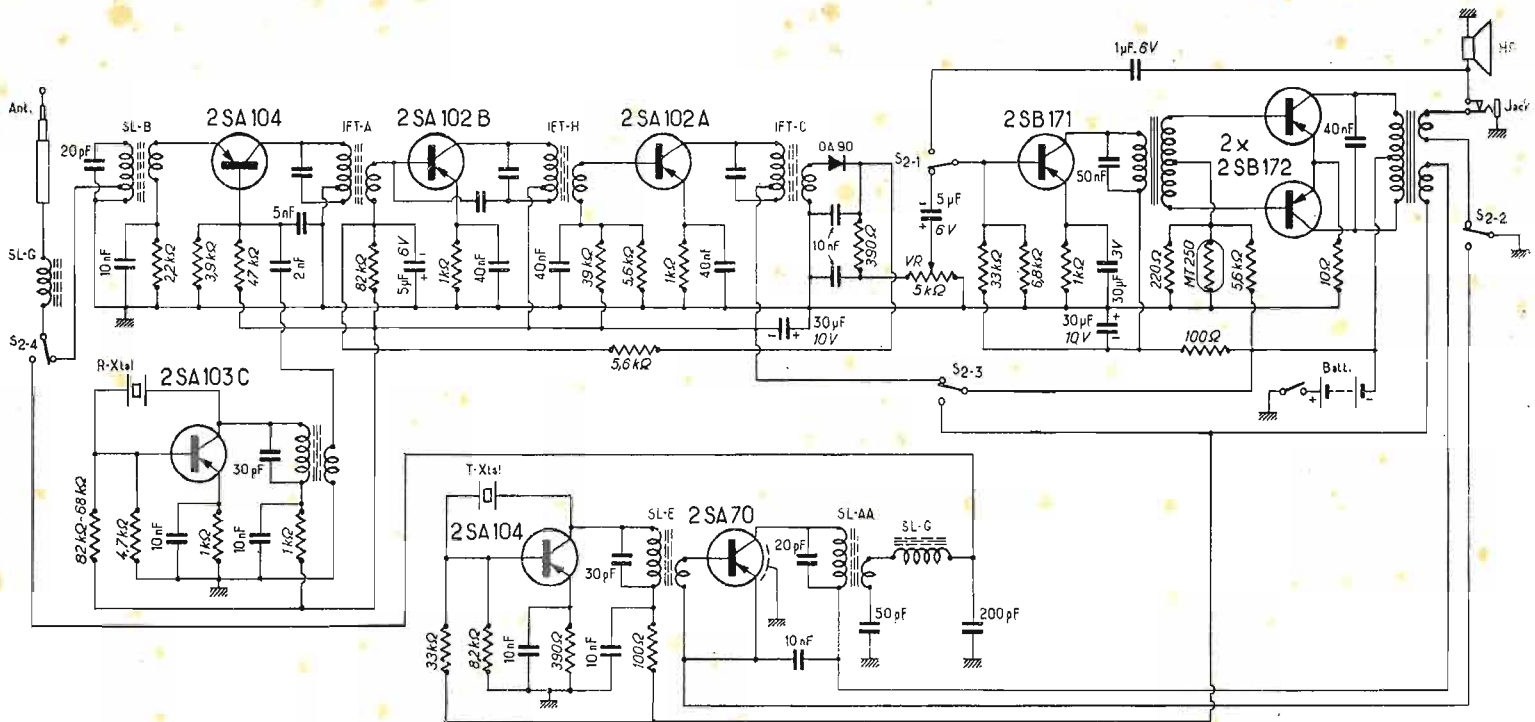 1µF. 6V
HP
Ant.
SL-B
2SA104
IFT-A
2SA102B
IFT-H
2SA102A
IFT-C
2SB171
Jack
20pF
OA90
S2-1
50nF
2x
2SB172
40nF
SL-G
10nF
2,2kΩ
3,9kΩ
47kΩ
5nF
2nF
82kΩ
5µF 6V
1kΩ
40nF
40nF
39kΩ
5,6kΩ
1kΩ
40nF
10nF
390Ω
VR
5kΩ
5µF
6V
33kΩ
6,8kΩ
1kΩ
30µF 3V
220Ω
MT250
5,6kΩ
10Ω
S2-2
30µF
10V
30µF
10V
100Ω
S2-4
5,6kΩ
S2-3
Batt.
R-Xtal
2SA103C
30pF
82kΩ-68kΩ
4,7kΩ
10nF
1kΩ
10nF
1kΩ
T-Xtal
2SA104
30pF
SL-E
2SA70
20pF
SL-AA
SL-G
50pF
200pF
33kΩ
8,2kΩ
10nF
390Ω
10nF
100Ω
10nF